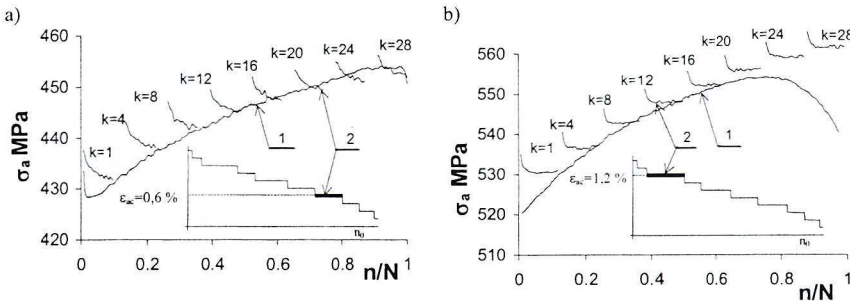 a)
σa MPa
460
450
440
430
420
0
0.2
0.4
0.6
0.8
1
n/N
k=1
k=4
k=8
k=12
k=16
k=20
k=24
k=28
1
2
εac=0,6 %
n0
b)
σa MPa
560
550
540
530
520
510
0
0.2
0.4
0.6
0.8
1
n/N
k=1
k=4
k=8
k=12
k=16
k=20
k=24
k=28
2
1
εac=1,2 %
n0